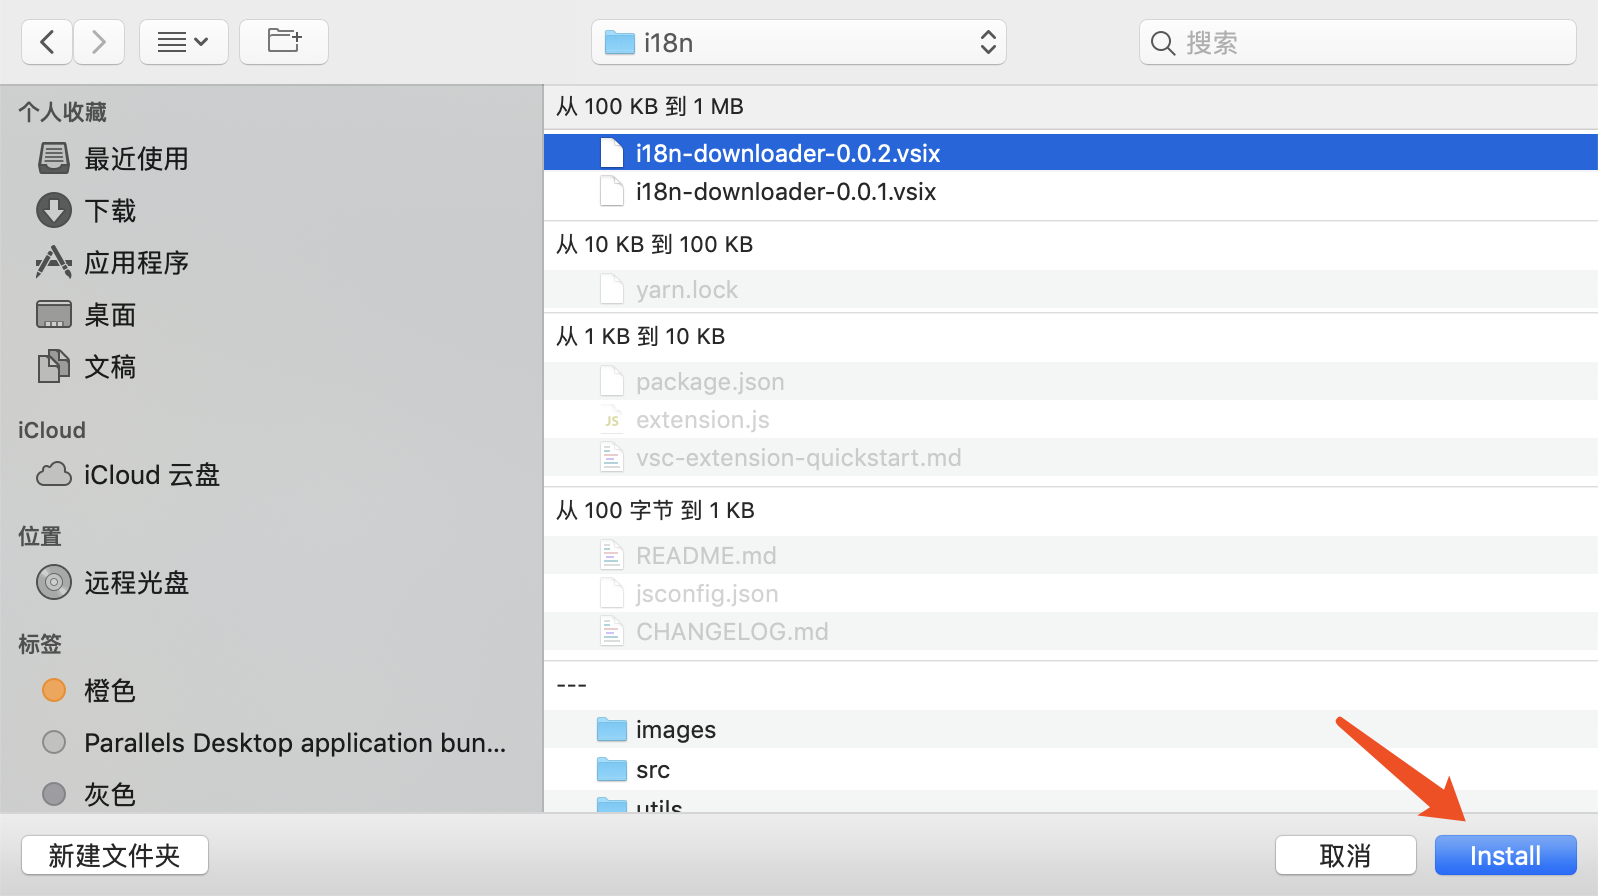 i18n
搜索
个人收藏
最近使用
下载
应用程序
桌面
文稿
iCloud
iCloud 云盘
位置
远程光盘
标签
橙色
Parallels Desktop application bun...
灰色
从 100 KB 到 1 MB
i18n-downloader-0.0.2.vsix
i18n-downloader-0.0.1.vsix
从 10 KB 到 100 KB
yarn.lock
从 1 KB 到 10 KB
package.json
JS extension.js
vsc-extension-quickstart.md
从 100 字节 到 1 KB
README.md
jsconfig.json
CHANGELOG.md
---
images
src
utils
新建文件夹
取消
Install